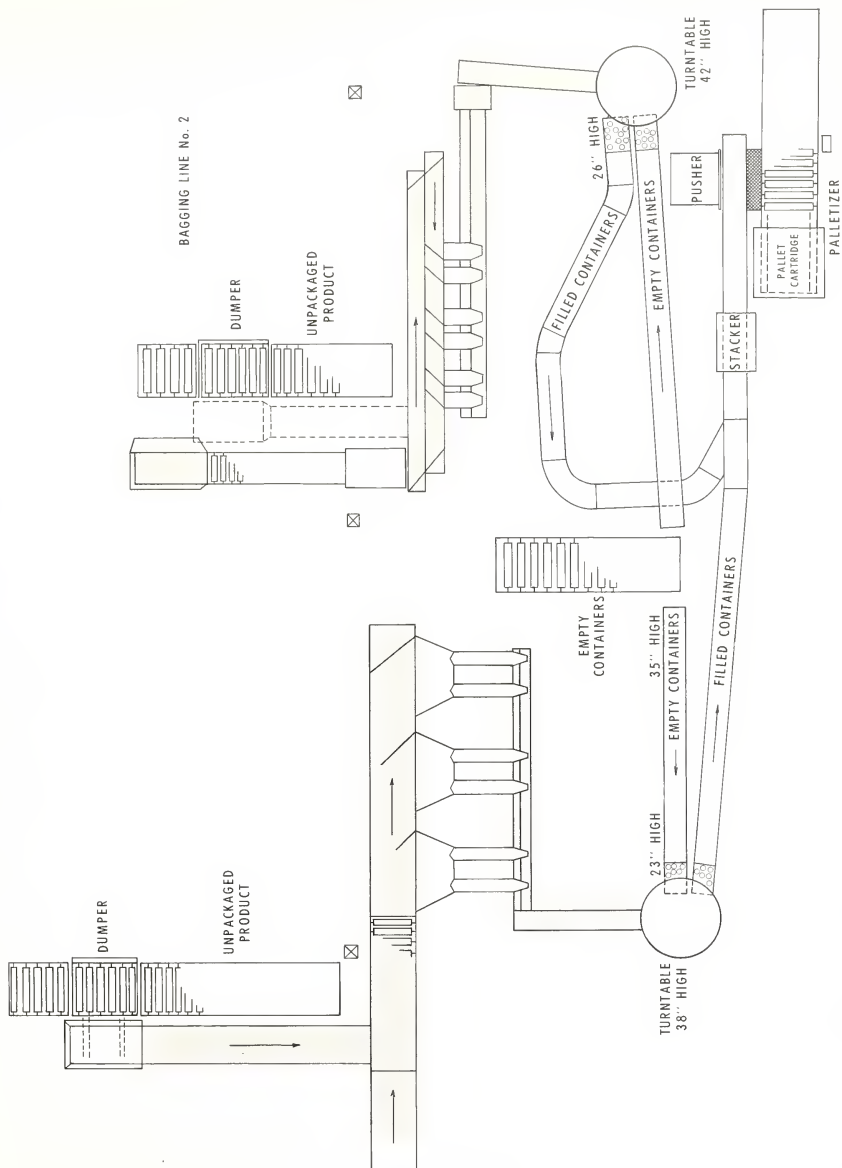 BAGGING LINE No. 2
DUMPER
UNPACKAGED
PRODUCT
TURNTABLE
42'' HIGH
26'' HIGH
FILLED CONTAINERS
EMPTY CONTAINERS
PUSHER
PALLET
CARTRIDGE
PALLETIZER
STACKER
EMPTY
CONTAINERS
35'' HIGH
EMPTY CONTAINERS
23'' HIGH
FILLED CONTAINERS
DUMPER
UNPACKAGED
PRODUCT
TURNTABLE
38'' HIGH